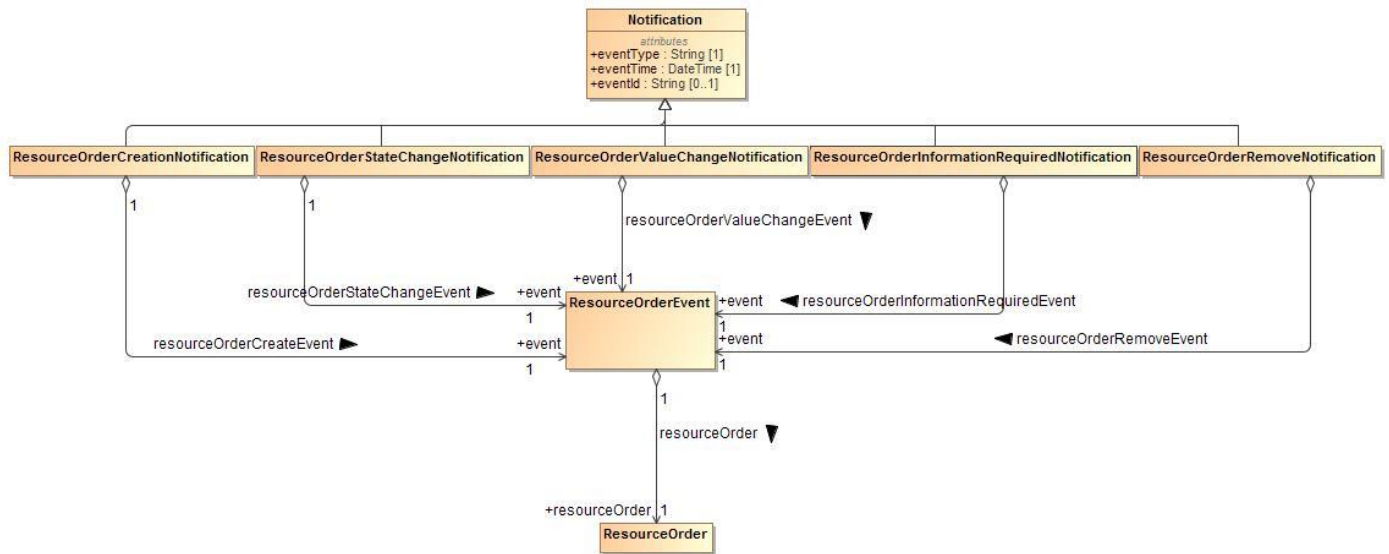 Notification
attributes
+eventType : String [1]
+eventTime : DateTime [1]
+eventId : String [0..1]
ResourceOrderCreationNotification
ResourceOrderStateChangeNotification
ResourceOrderValueChangeNotification
ResourceOrderInformationRequiredNotification
ResourceOrderRemoveNotification
1
1
resourceOrderValueChangeEvent
+event
1
resourceOrderStateChangeEvent
+event
1
ResourceOrderEvent
+event
1
resourceOrderInformationRequiredEvent
resourceOrderCreateEvent
+event
1
+event
1
resourceOrderRemoveEvent
1
resourceOrder
+resourceOrder
1
ResourceOrder